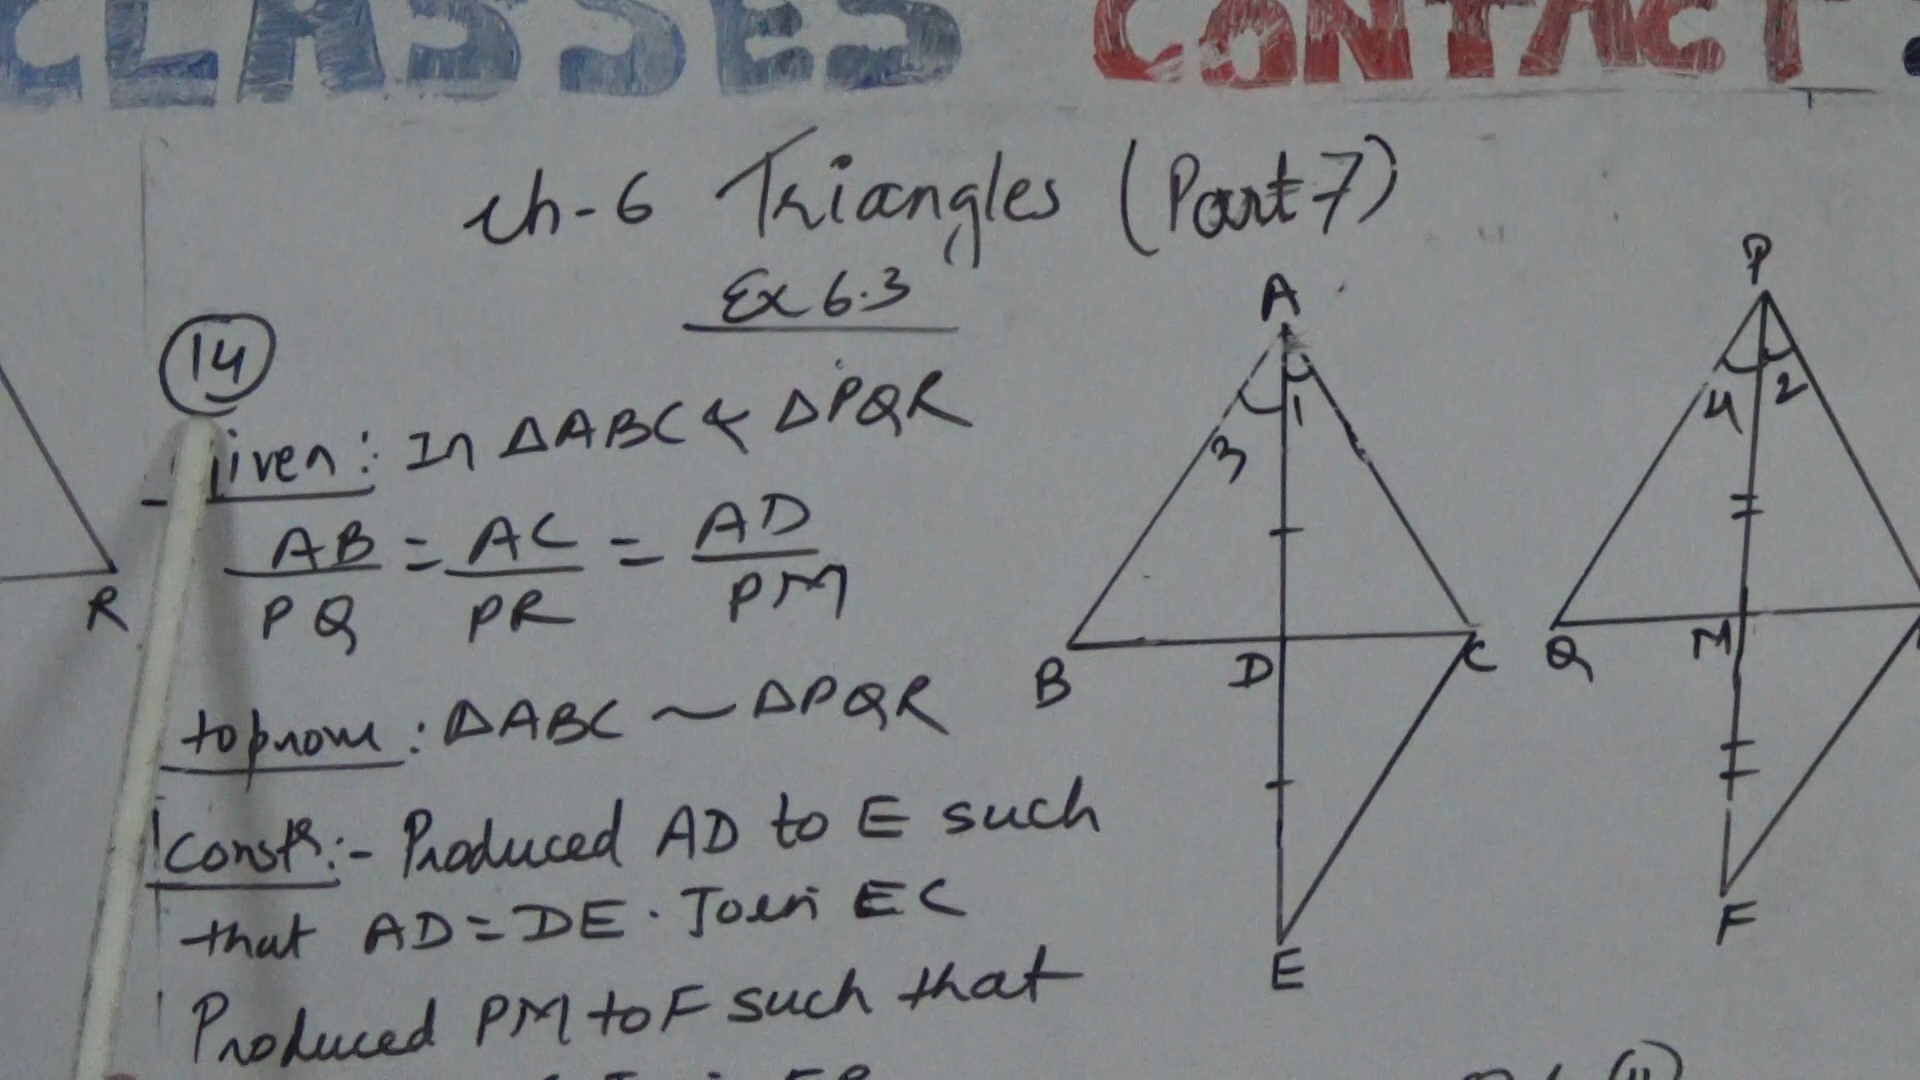 CLASSES CONTACT :
ch-6 Triangles (Part 7)
Ex 6.3
14
Given: In ΔABC & ΔPQR
AB/PQ = AC/PR = AD/PM
to prove: ΔABC ~ ΔPQR
Constr:- Produced AD to E such
that AD = DE. Join EC
Produced PM to F such that
A
3 1
B D C
E
P
4 2
Q M
F
R
(11)